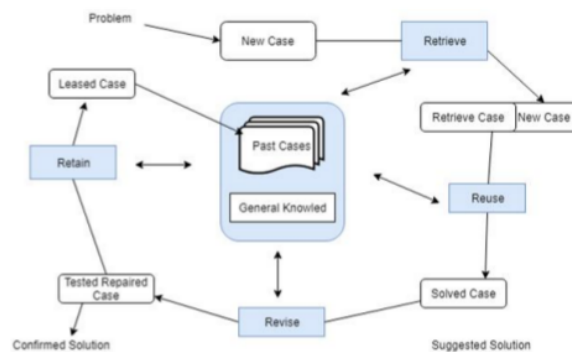 Problem
New Case
Retrieve
Leased Case
Retrieve Case
New Case
Past Cases
Retain
General Knowled
Reuse
Tested Repaired
Case
Solved Case
Revise
Confirmed Solution
Suggested Solution